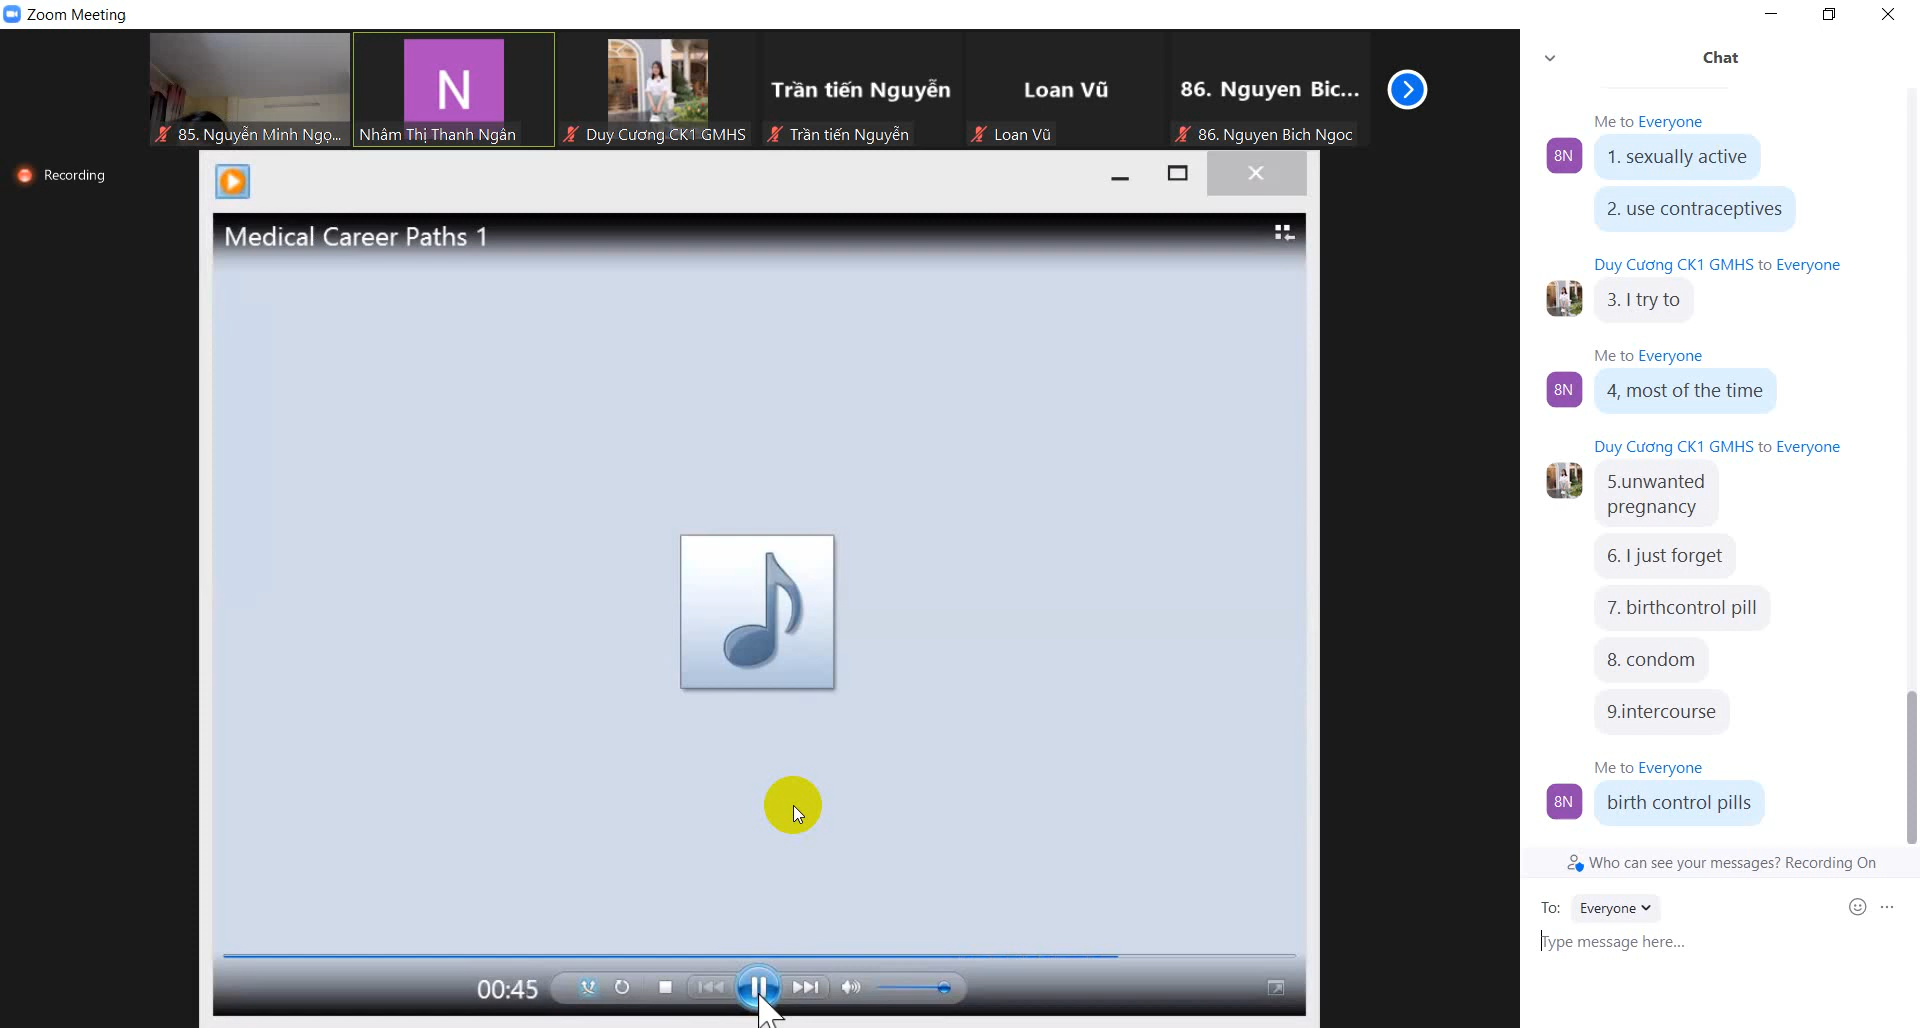 Zoom Meeting
N
Trần tiến Nguyễn
Loan Vũ
86. Nguyen Bic...
85. Nguyễn Minh Ngọ...
Nhâm Thị Thanh Ngân
Duy Cương CK1 GMHS
Trần tiến Nguyễn
Loan Vũ
86. Nguyen Bich Ngoc
Recording
Medical Career Paths 1
00:45
Chat
Me to Everyone
8N
1. sexually active
2. use contraceptives
Duy Cương CK1 GMHS to Everyone
3. I try to
Me to Everyone
8N
4, most of the time
Duy Cương CK1 GMHS to Everyone
5.unwanted
pregnancy
6. I just forget
7. birthcontrol pill
8. condom
9.intercourse
Me to Everyone
8N
birth control pills
Who can see your messages? Recording On
To: Everyone
Type message here...